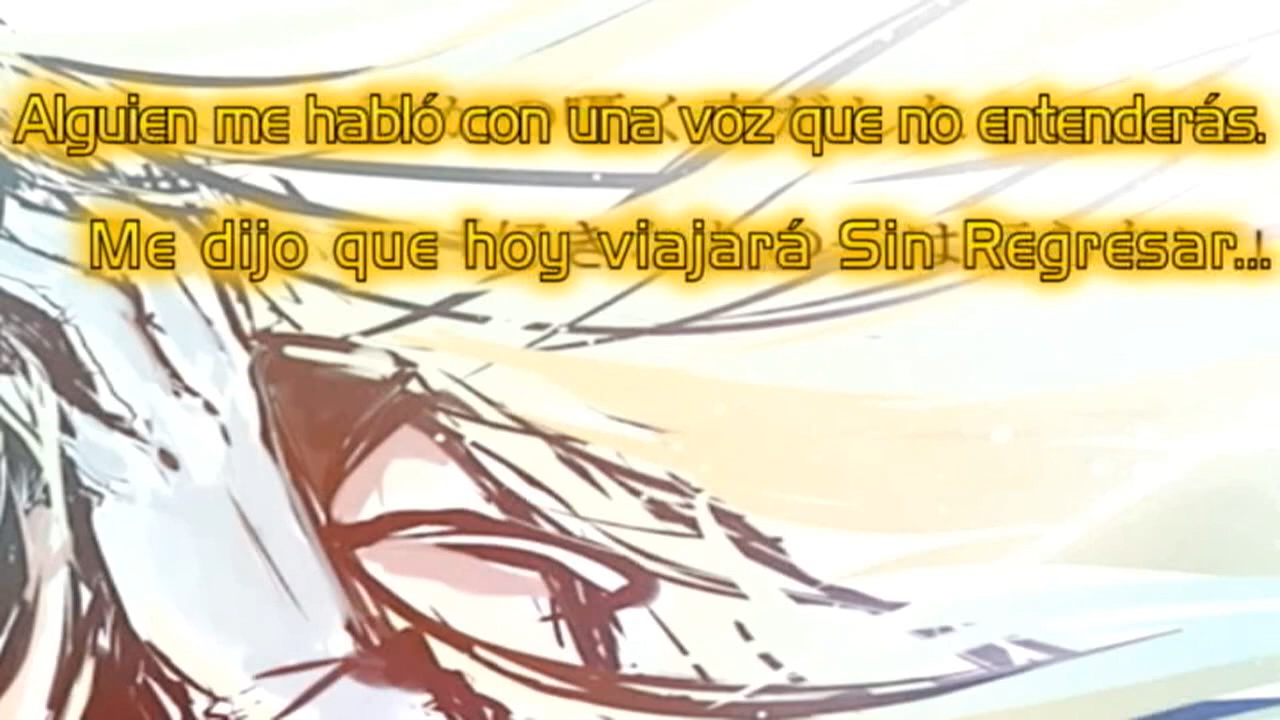 Alguien me habló con una voz que no entenderás.
Me dijo que hoy viajará Sin Regresar...